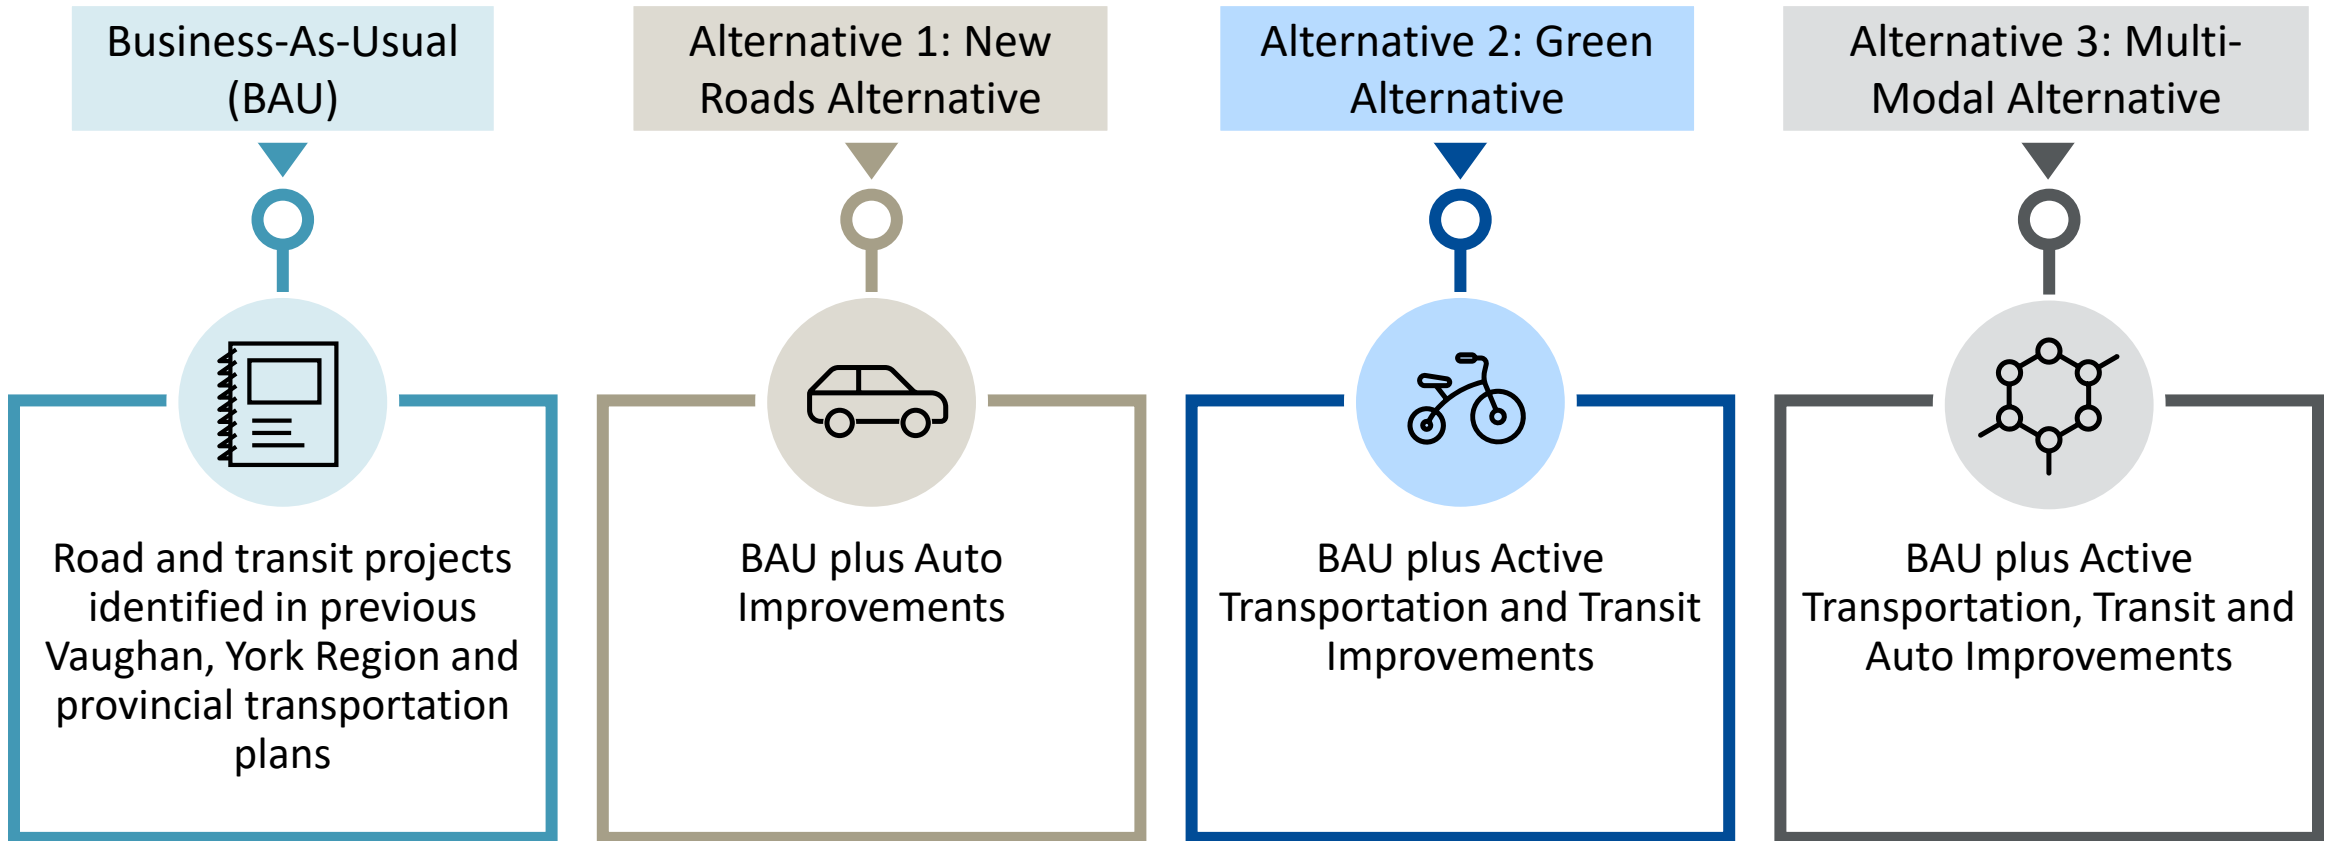 Business-As-Usual
(BAU)
Road and transit projects
identified in previous
Vaughan, York Region and
provincial transportation
plans
Alternative 1: New
Roads Alternative
BAU plus Auto
Improvements
Alternative 2: Green
Alternative
BAU plus Active
Transportation and Transit
Improvements
Alternative 3: Multi-
Modal Alternative
BAU plus Active
Transportation, Transit and
Auto Improvements